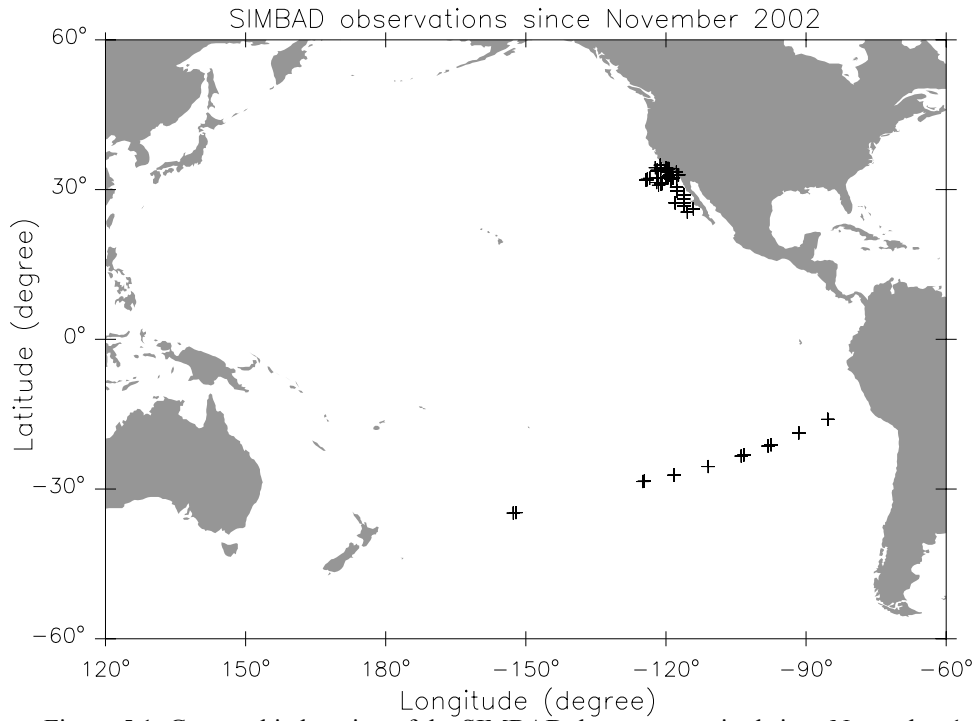 SIMBAD observations since November 2002
60°
30°
0°
−30°
−60°
Latitude (degree)
120° 150° 180° −150° −120° −90° −60°
Longitude (degree)